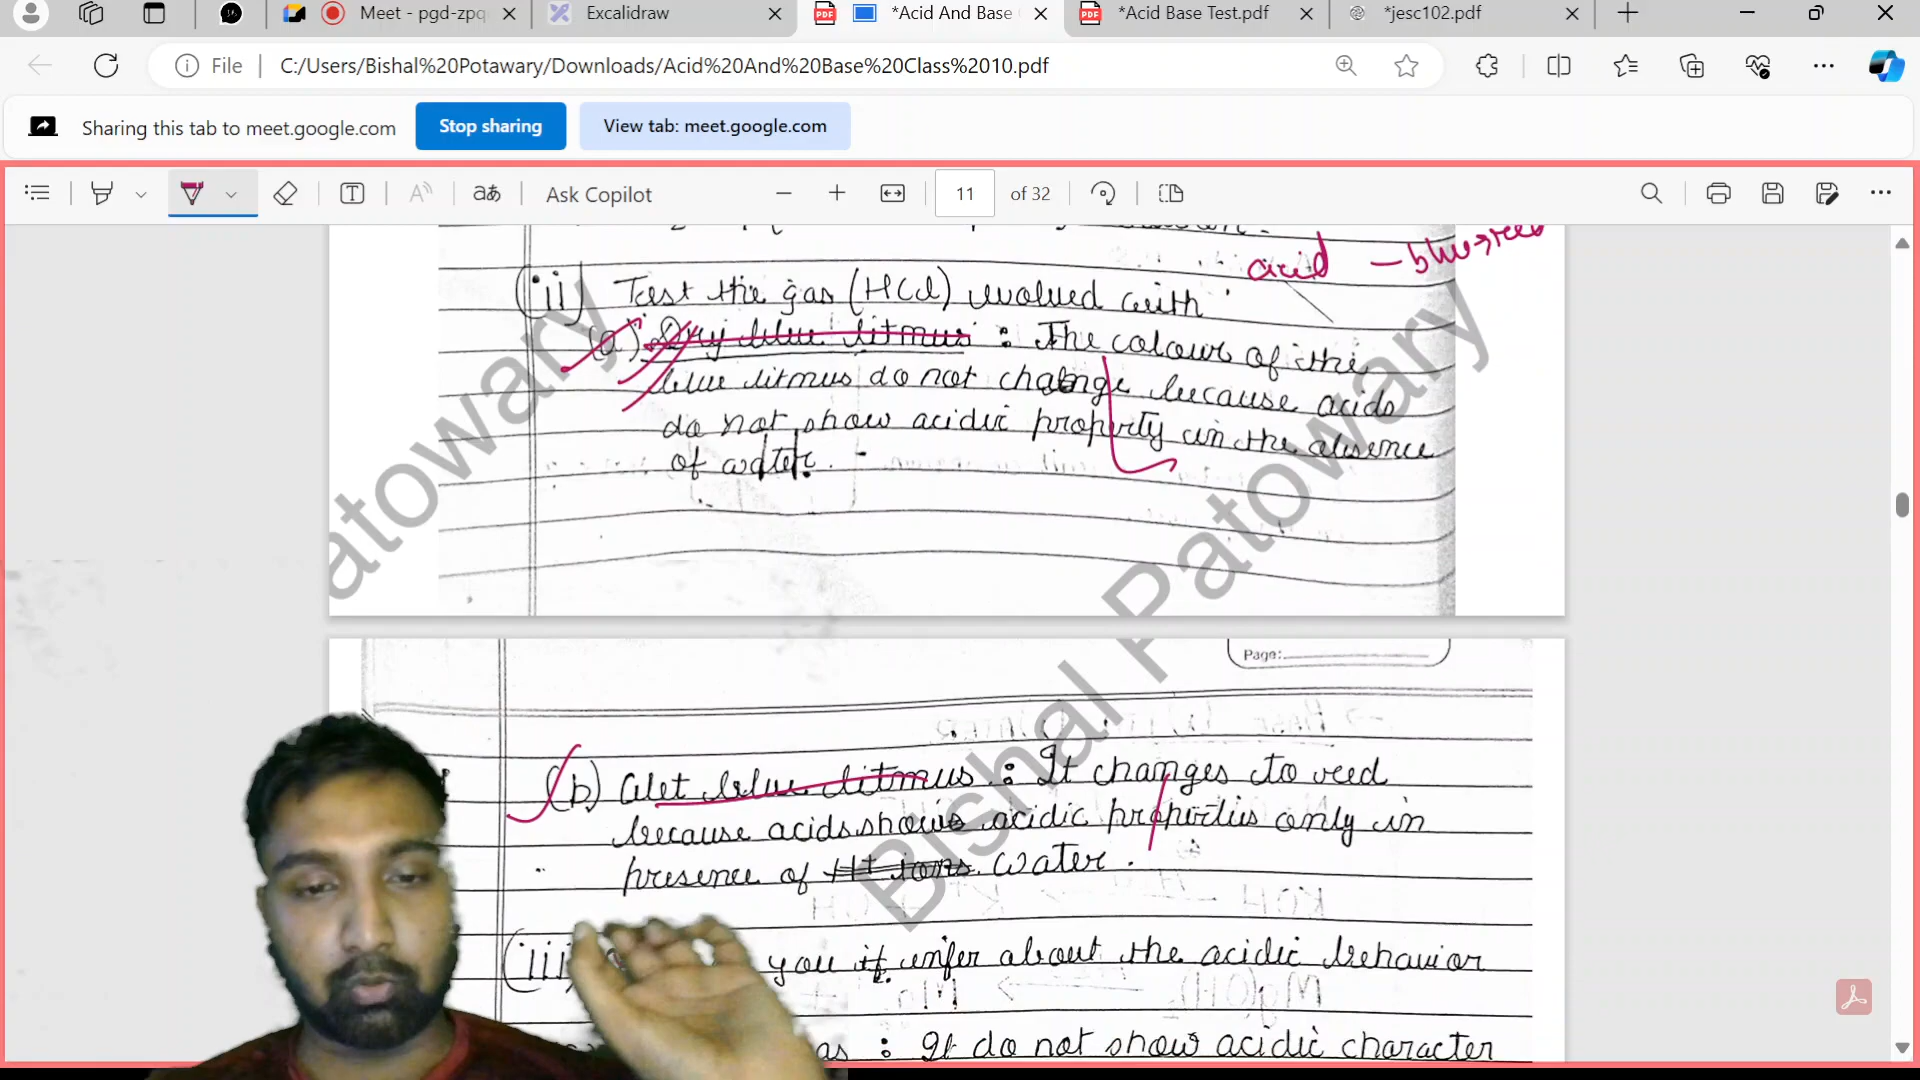 Meet - pgd-zpq
Excalidraw
*Acid And Base
*Acid Base Test.pdf
*jesc102.pdf
File
C:/Users/Bishal%20Potawary/Downloads/Acid%20And%20Base%20Class%2010.pdf
Sharing this tab to meet.google.com
Stop sharing
View tab: meet.google.com
Ask Copilot
11 of 32
acid – blue→red
(ii) Test the gas (HCl) evolved with
(a) Dry blue litmus : The colour of the
blue litmus do not change because acids
do not show acidic property in the absence
of water.
Page:
(b) Wet blue litmus : It changes to red
because acids shows acidic properties only in
presence of H+ ions. water.
(iii) you if infer about the acidic behavior
as : It do not show acidic character
Patowary
Bishal Patowary